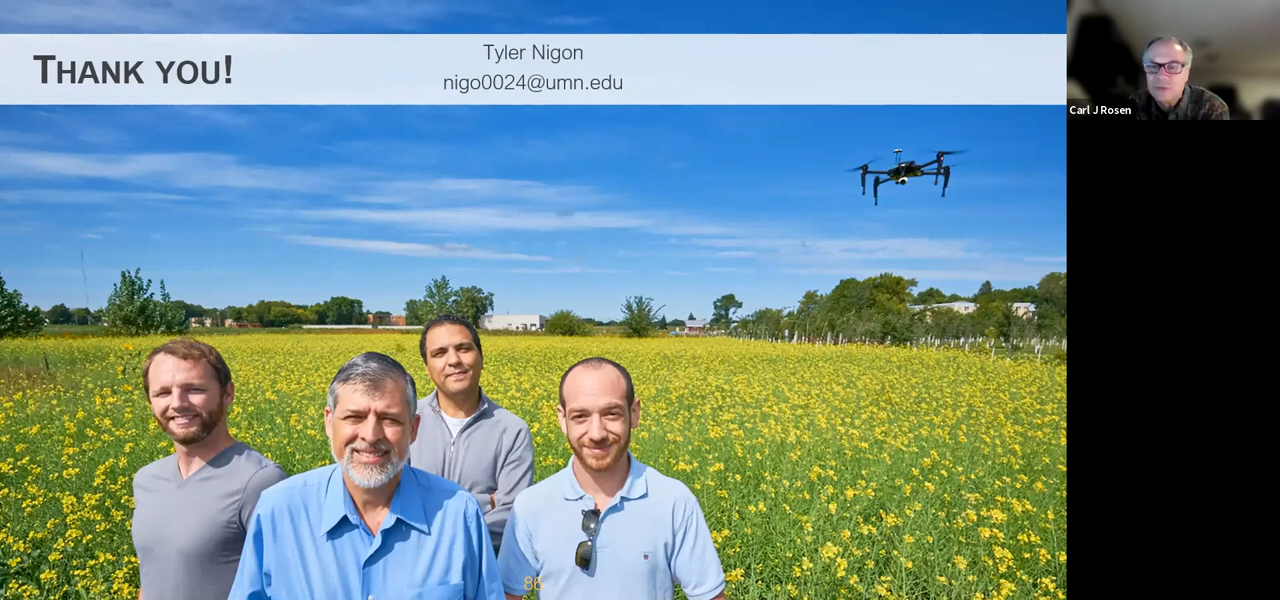 THANK YOU!
Tyler Nigon
nigo0024@umn.edu
Carl J Rosen
86